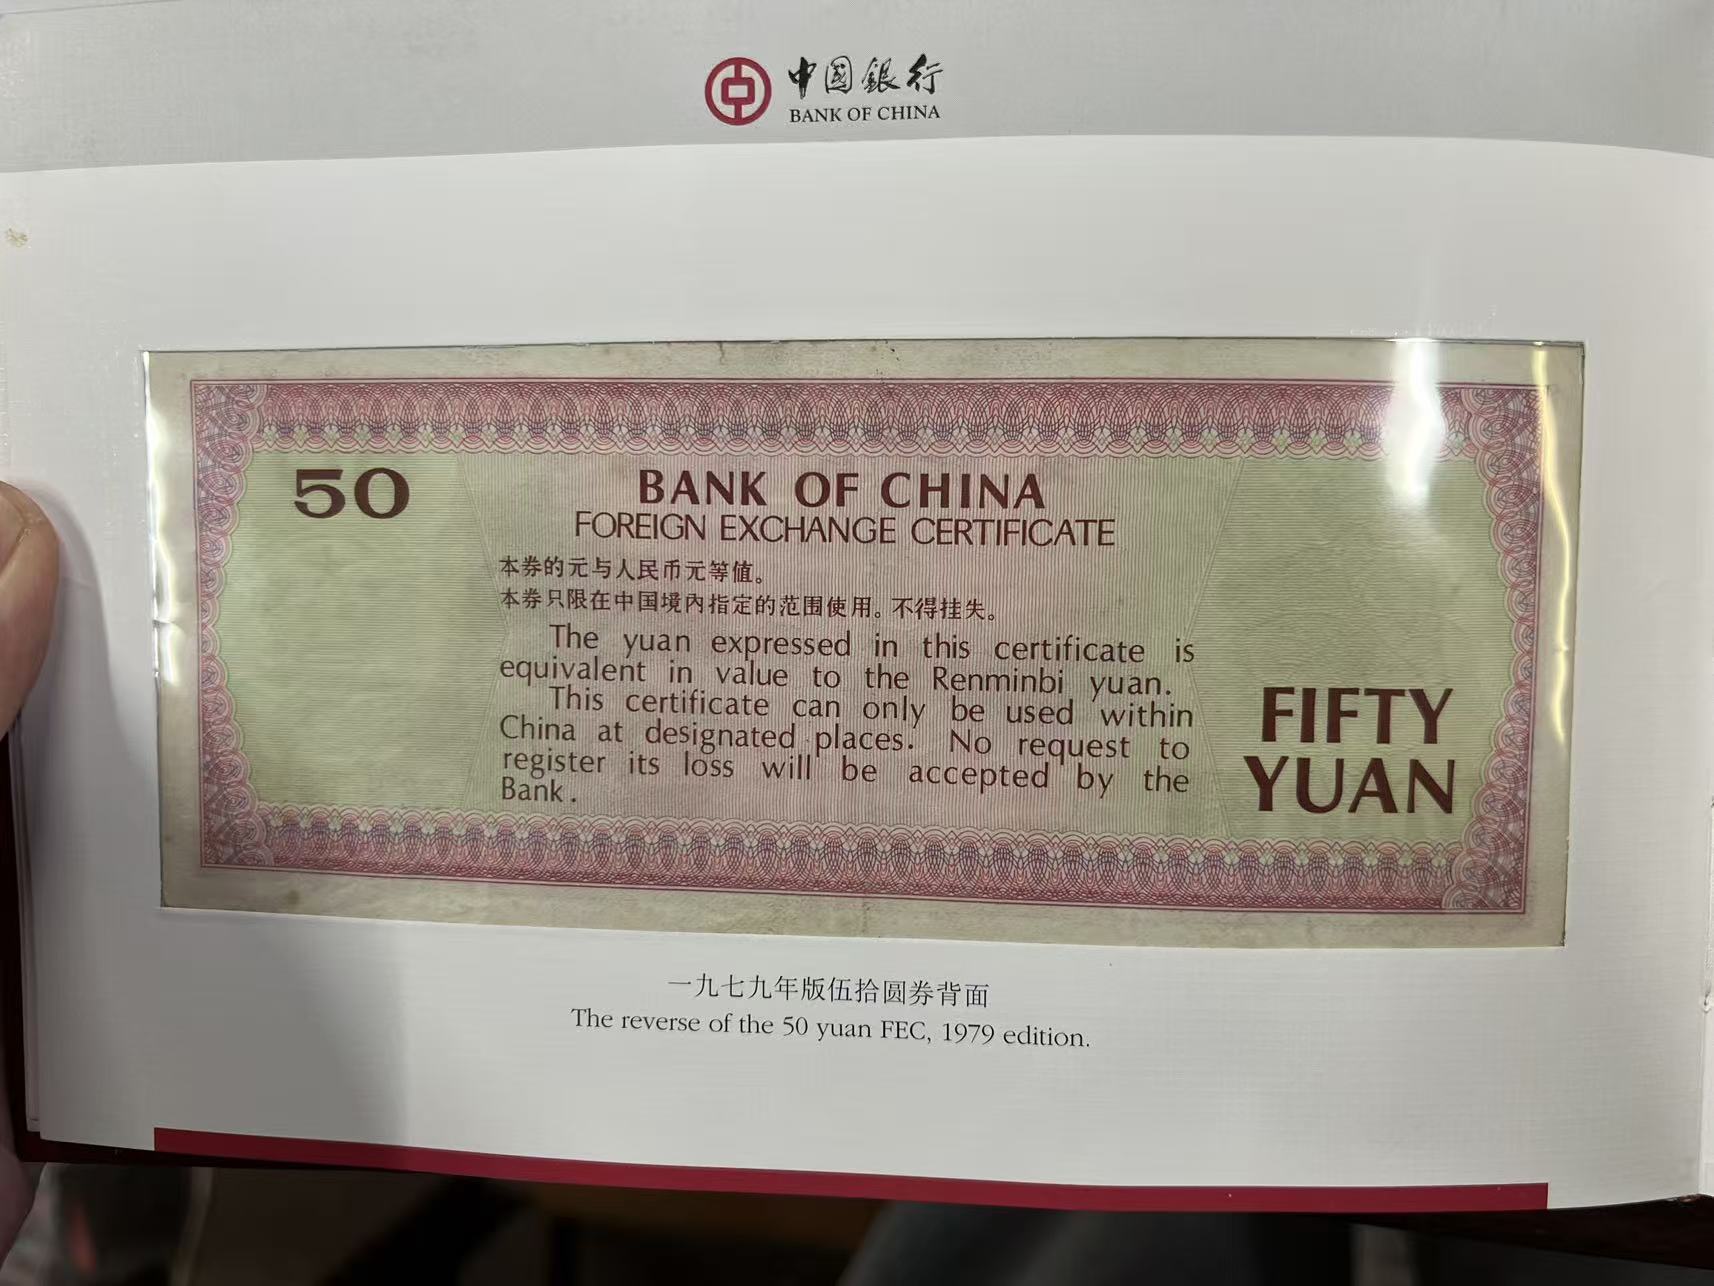 中国銀行
BANK OF CHINA
50
BANK OF CHINA
FOREIGN EXCHANGE CERTIFICATE
本券的元与人民币元等值。
本券只限在中国境内指定的范围使用。不得挂失。
The yuan expressed in this certificate is
equivalent in value to the Renminbi yuan.
This certificate can only be used within
China at designated places. No request to
register its loss will be accepted by the
Bank.
FIFTY
YUAN
一九七九年版伍拾圆券背面
The reverse of the 50 yuan FEC, 1979 edition.